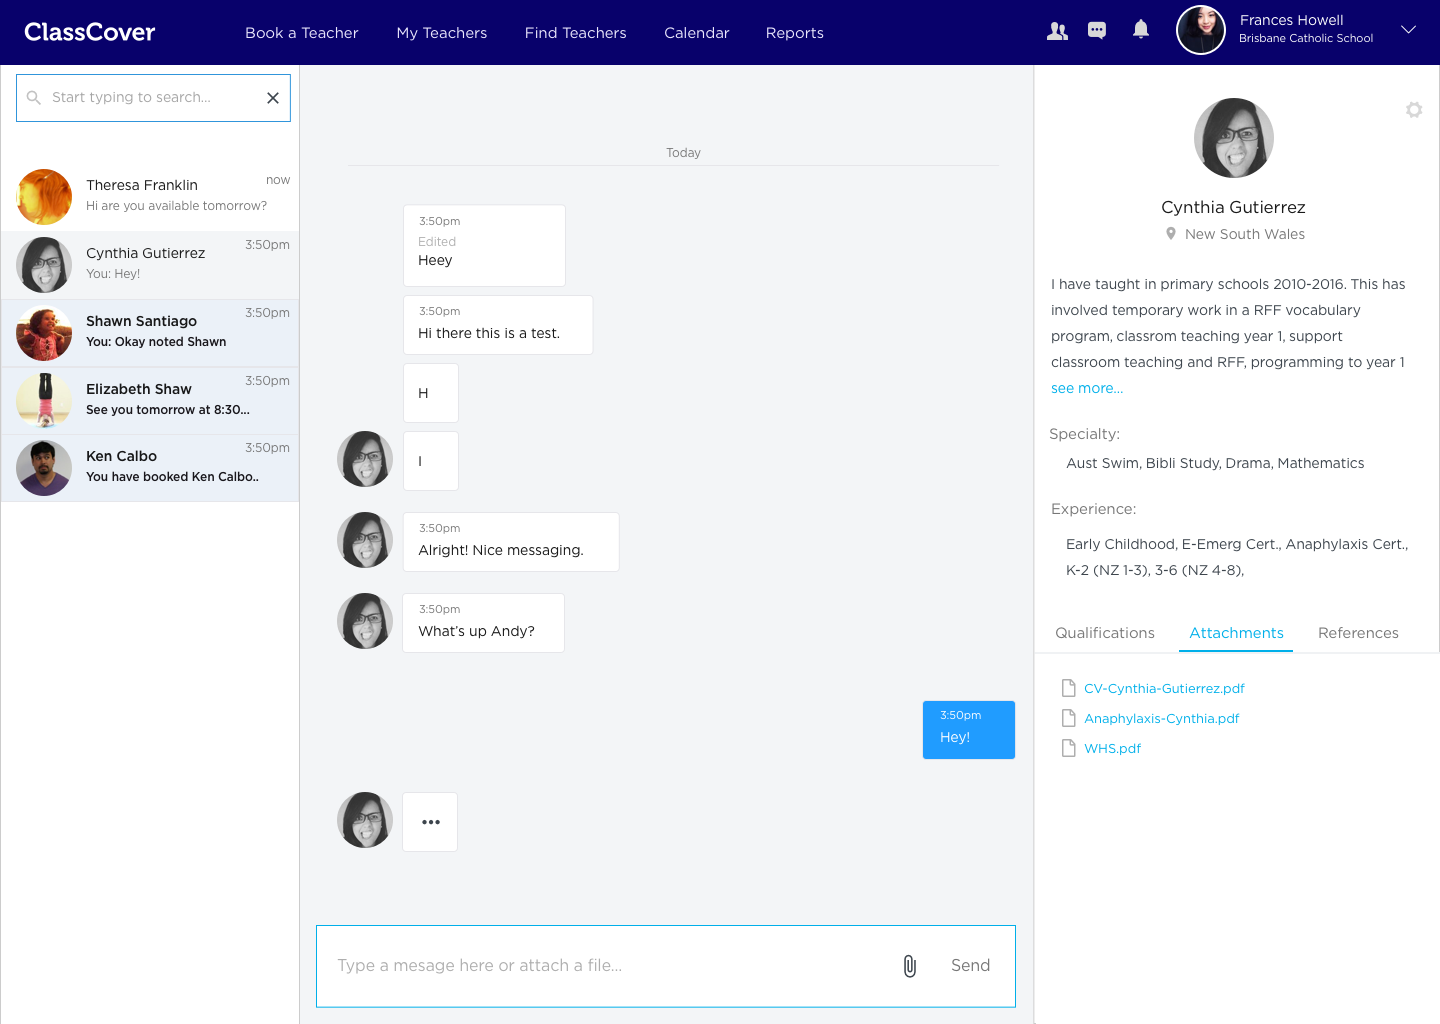 ClassCover
Book a Teacher
My Teachers
Find Teachers
Calendar
Reports
Frances Howell
Brisbane Catholic School
Start typing to search...
Theresa Franklin
now
Hi are you available tomorrow?
Cynthia Gutierrez
3:50pm
You: Hey!
Shawn Santiago
3:50pm
You: Okay noted Shawn
Elizabeth Shaw
3:50pm
See you tomorrow at 8:30...
Ken Calbo
3:50pm
You have booked Ken Calbo..
Today
3:50pm
Edited
Heey
3:50pm
Hi there this is a test.
H
I
3:50pm
Alright! Nice messaging.
3:50pm
What's up Andy?
3:50pm
Hey!
Type a mesage here or attach a file...
Send
Cynthia Gutierrez
New South Wales
I have taught in primary schools 2010-2016. This has
involved temporary work in a RFF vocabulary
program, classrom teaching year 1, support
classroom teaching and RFF, programming to year 1
see more...
Specialty:
Aust Swim, Bibli Study, Drama, Mathematics
Experience:
Early Childhood, E-Emerg Cert., Anaphylaxis Cert.,
K-2 (NZ 1-3), 3-6 (NZ 4-8),
Qualifications
Attachments
References
CV-Cynthia-Gutierrez.pdf
Anaphylaxis-Cynthia.pdf
WHS.pdf